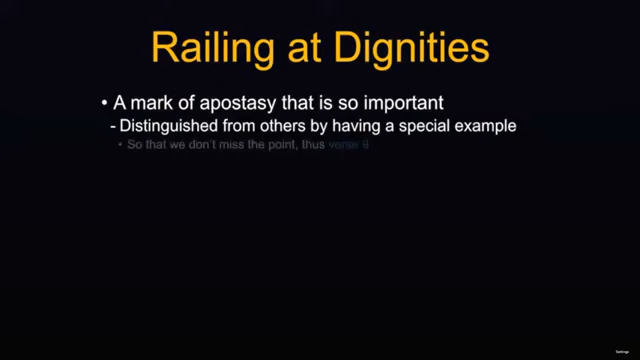 Railing at Dignities
• A mark of apostasy that is so important
- Distinguished from others by having a special example
• So that we don't miss the point, thus verse 9
Settings